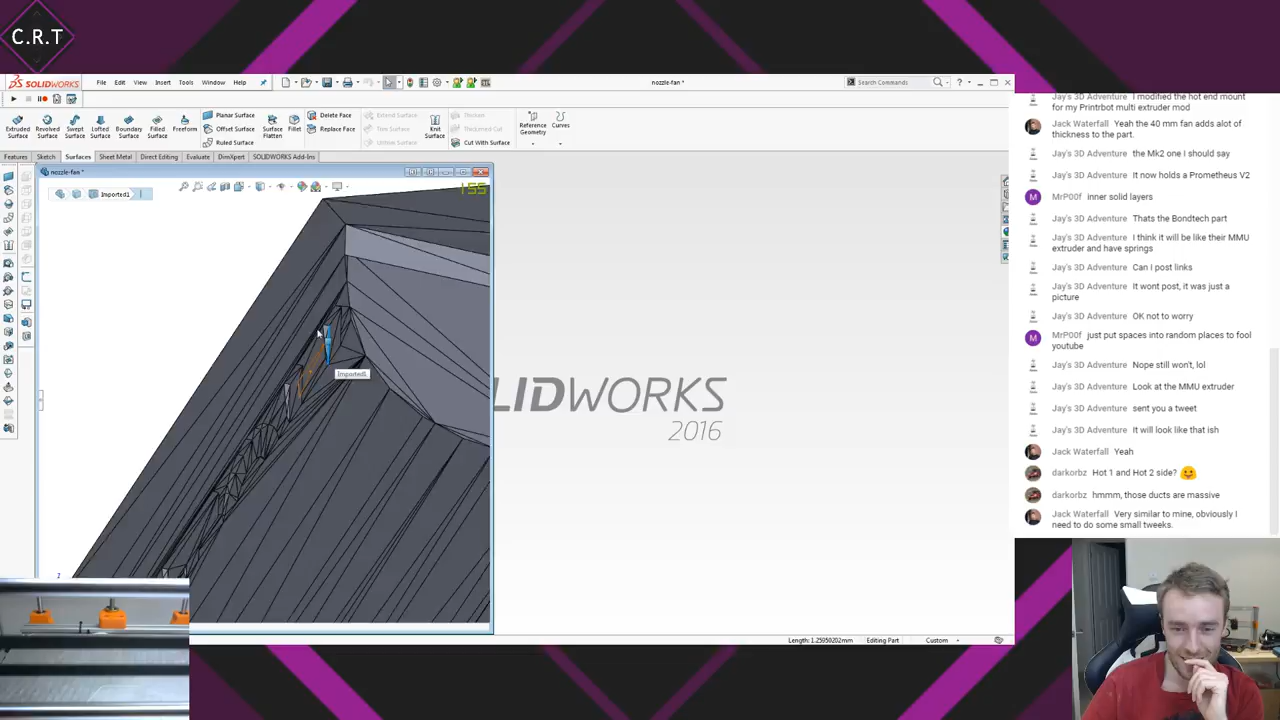 C.R.T
SOLIDWORKS
File Edit View Insert Tools Window Help
nozzle-fan *
Search Commands
Extruded Surface
Revolved Surface
Swept Surface
Lofted Surface
Boundary Surface
Filled Surface
Freeform
Planar Surface
Offset Surface
Ruled Surface
Surface Flatten
Fillet
Delete Face
Replace Face
Extend Surface
Trim Surface
Untrim Surface
Knit Surface
Thicken
Thickened Cut
Cut With Surface
Reference Geometry
Curves
Features Sketch Surfaces Sheet Metal Direct Editing Evaluate DimXpert SOLIDWORKS Add-Ins
nozzle-fan *
Imported1
155
Imported1
LIDWORKS
2016
Length: 1.25950202mm Editing Part Custom
Jay's 3D Adventure I modified the hot end mount
for my Printrbot multi extruder mod
Jack Waterfall Yeah the 40 mm fan adds alot of
thickness to the part.
Jay's 3D Adventure the Mk2 one I should say
Jay's 3D Adventure It now holds a Prometheus V2
M MrP00f inner solid layers
Jay's 3D Adventure Thats the Bondtech part
Jay's 3D Adventure I think it will be like their MMU
extruder and have springs
Jay's 3D Adventure Can I post links
Jay's 3D Adventure It wont post, it was just a
picture
Jay's 3D Adventure OK not to worry
M MrP00f just put spaces into random places to fool
youtube
Jay's 3D Adventure Nope still won't, lol
Jay's 3D Adventure Look at the MMU extruder
Jay's 3D Adventure sent you a tweet
Jay's 3D Adventure It will look like that ish
Jack Waterfall Yeah
darkorbz Hot 1 and Hot 2 side?
darkorbz hmmm, those ducts are massive
Jack Waterfall Very similar to mine, obviously I
need to do some small tweeks.